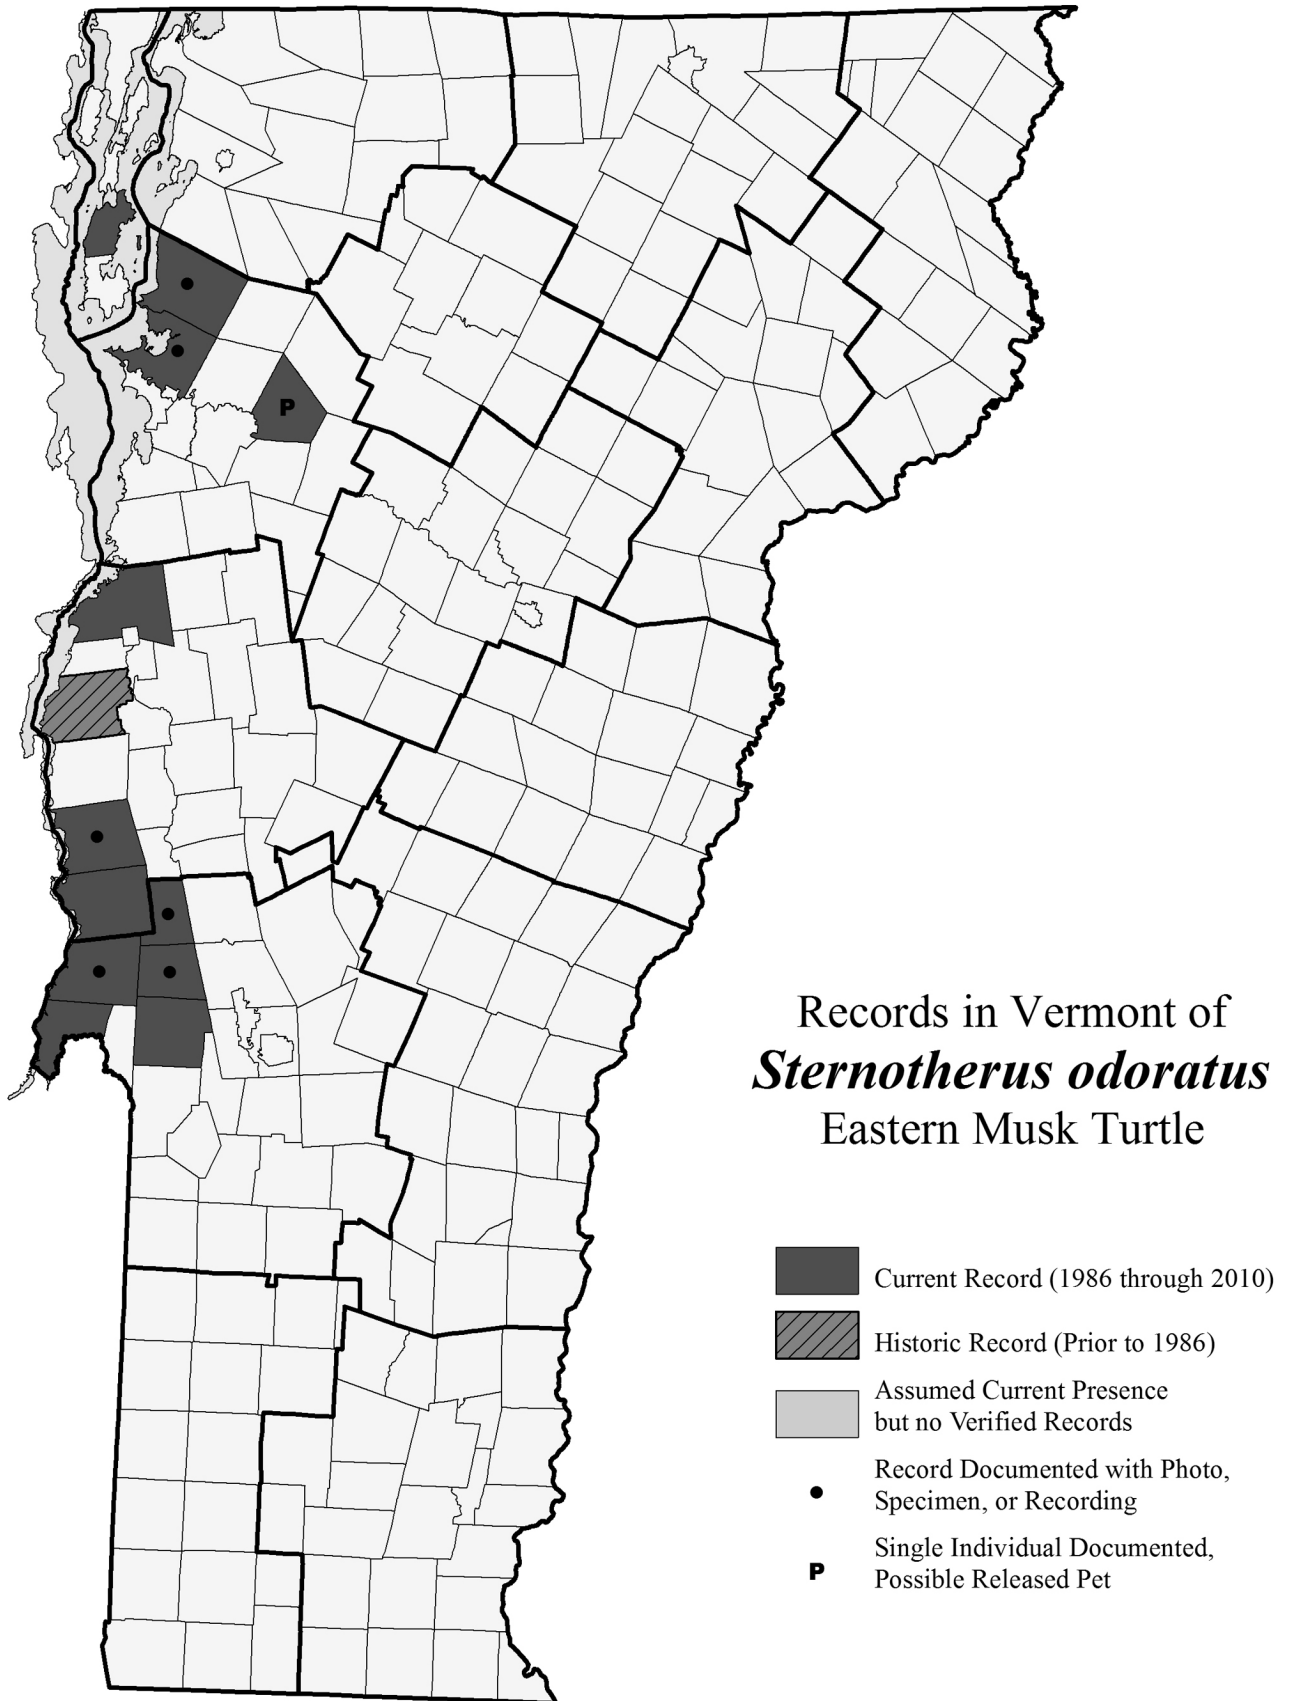 P
Records in Vermont of
Sternotherus odoratus
Eastern Musk Turtle
Current Record (1986 through 2010)
Historic Record (Prior to 1986)
Assumed Current Presence
but no Verified Records
Record Documented with Photo,
Specimen, or Recording
P Single Individual Documented,
Possible Released Pet